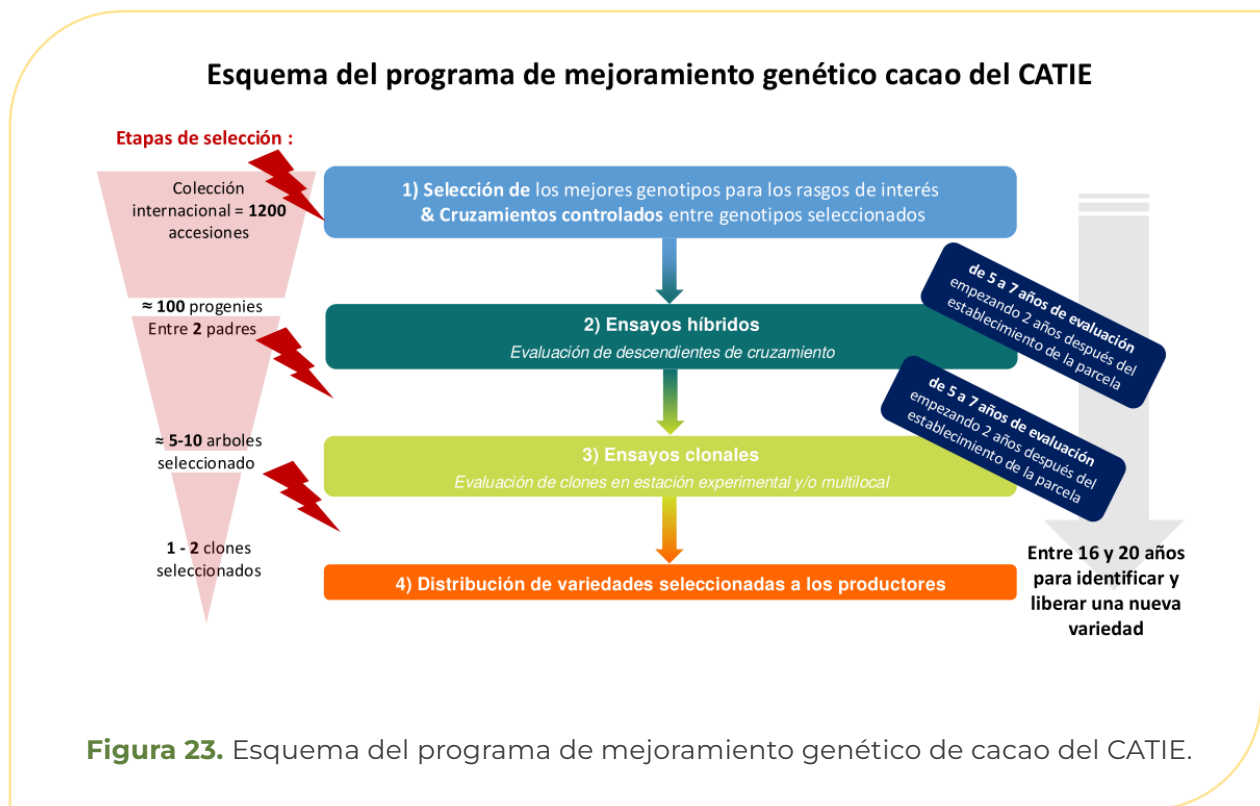 Esquema del programa de mejoramiento genético cacao del CATIE
Etapas de selección :
Colección
internacional = 1200
accesiones
≈ 100 progenies
Entre 2 padres
≈ 5-10 arboles
seleccionado
1 - 2 clones
seleccionados
1) Selección de los mejores genotipos para los rasgos de interés
& Cruzamientos controlados entre genotipos seleccionados
2) Ensayos híbridos
Evaluación de descendientes de cruzamiento
3) Ensayos clonales
Evaluación de clones en estación experimental y/o multilocal
4) Distribución de variedades seleccionadas a los productores
de 5 a 7 años de evaluación
empezando 2 años después del
establecimiento de la parcela
de 5 a 7 años de evaluación
empezando 2 años después del
establecimiento de la parcela
Entre 16 y 20 años
para identificar y
liberar una nueva
variedad
Figura 23. Esquema del programa de mejoramiento genético de cacao del CATIE.